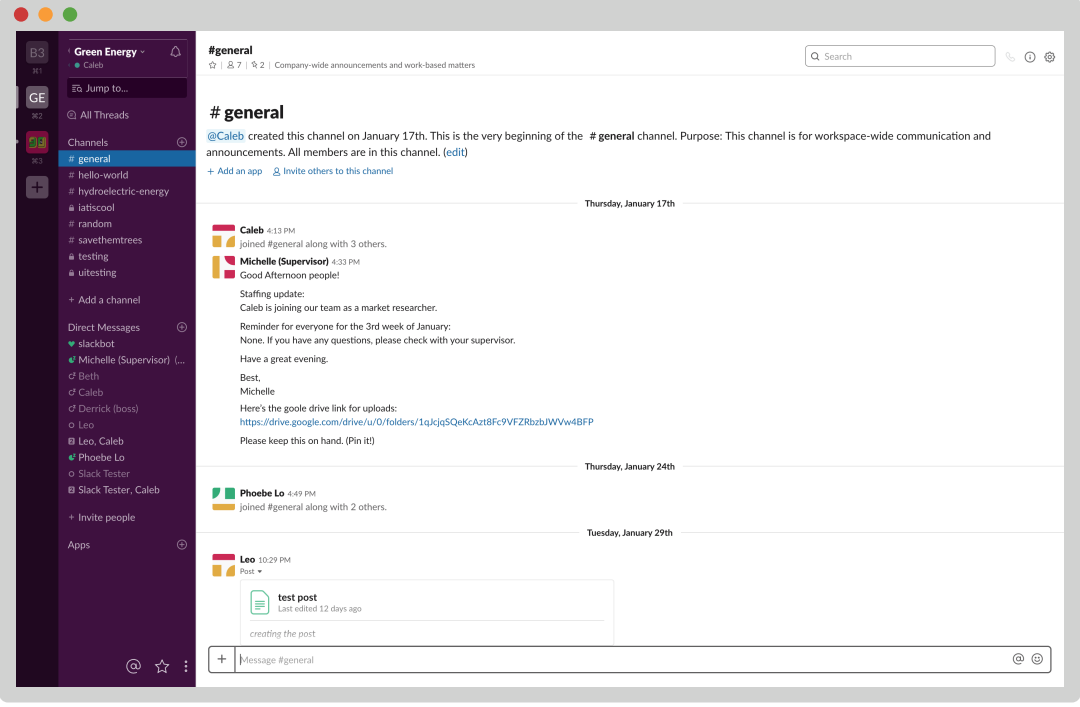 B3
⌘1
GE
⌘2
⌘3
+
Green Energy
Caleb
Jump to...
All Threads
Channels
# general
# hello-world
# hydroelectric-energy
iatiscool
# random
# savethemtrees
testing
uitesting
+ Add a channel
Direct Messages
slackbot
Michelle (Supervisor) (...
Beth
Caleb
Derrick (boss)
Leo
2 Leo, Caleb
Phoebe Lo
Slack Tester
2 Slack Tester, Caleb
+ Invite people
Apps
#general
7 | 2 | Company-wide announcements and work-based matters
Search
# general
@Caleb created this channel on January 17th. This is the very beginning of the # general channel. Purpose: This channel is for workspace-wide communication and
announcements. All members are in this channel. (edit)
+ Add an app Invite others to this channel
Thursday, January 17th
Caleb 4:13 PM
joined #general along with 3 others.
Michelle (Supervisor) 4:33 PM
Good Afternoon people!
Staffing update:
Caleb is joining our team as a market researcher.
Reminder for everyone for the 3rd week of January:
None. If you have any questions, please check with your supervisor.
Have a great evening.
Best,
Michelle
Here's the goole drive link for uploads:
https://drive.google.com/drive/u/0/folders/1qJcjqSQeKcAzt8Fc9VFZRbzbJWVw4BFP
Please keep this on hand. (Pin it!)
Thursday, January 24th
Phoebe Lo 4:49 PM
joined #general along with 2 others.
Tuesday, January 29th
Leo 10:29 PM
Post
test post
Last edited 12 days ago
creating the post
+ Message #general @